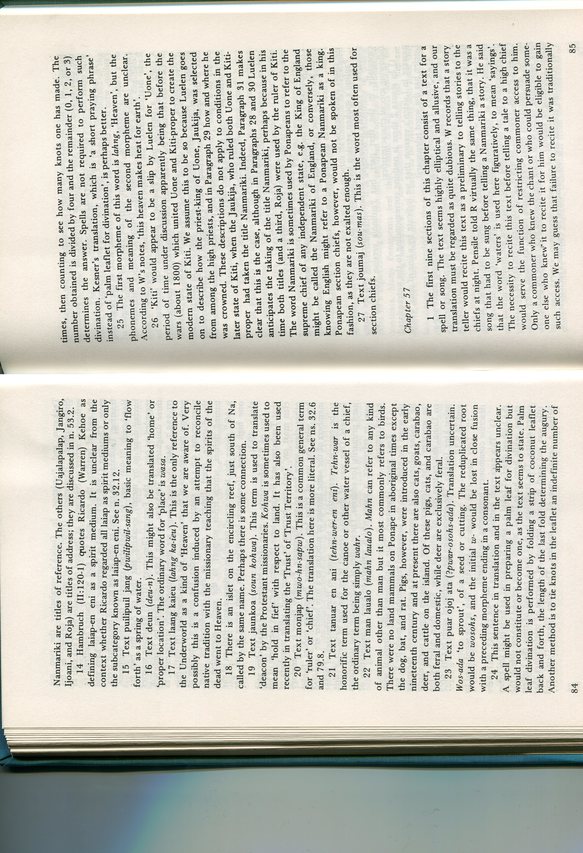 Nanmariki are titles of reference. The others (Uajalapalap, Jangiro,
Ijoani, and Roja) are titles of address; they are discussed in n. 53.2.
14 Hambruch (II:120-1) quotes Ricardo (Warren) Kehoe as
defining laiap-en eni as a spirit medium. It is unclear from the
context whether Ricardo regarded all laiap as spirit mediums or only
the subcategory known as laiap-en eni. See n. 32.12.
15 Text puilipuil jang (pwilipwil-sang), basic meaning to 'flow
forth' as a spring of water.
16 Text deun (deu-n). This might also be translated 'home' or
'proper location'. The ordinary word for 'place' is wasa.
17 Text laang kaieu (lahng ka-ieu). This is the only reference to
the Underworld as a kind of 'Heaven' that we are aware of. Very
possibly this is a confusion induced by an attempt to reconcile
native tradition with the missionary teaching that the spirits of the
dead went to Heaven.
18 There is an islet on the encircling reef, just south of Na,
called by the same name. Perhaps there is some connection.
19 Text jaunkoa (soun kohwa). This term is used to translate
'deacon' by the Protestant missionaries. Kohwa is sometimes used to
mean 'hold in fief' with respect to land. It has also been used
recently in translating the 'Trust' of 'Trust Territory'.
20 Text monjap (mwo-hn-sapw). This is a common general term
for 'ruler' or 'chief'. The translation here is more literal. See ns. 32.6
and 79.8.
21 Text tanuar en ani (tehn-wer-en eni). Tehn-war is the
honorific term used for the canoe or other water vessel of a chief,
the ordinary term being simply wahr.
22 Text man laualo (mahn laualo). Mahn can refer to any kind
of animal other than man but it most commonly refers to birds.
There were no land mammals on Ponape in aboriginal times except
the dog, bat, and rat. Pigs, however, were introduced in the early
nineteenth century and at present there are also cats, goats, carabao,
deer, and cattle on the island. Of these pigs, cats, and carabao are
both feral and domestic, while deer are exclusively feral.
23 Text puar ojoj ata (?pwar-osohs-ada). Translation uncertain.
Wos-ada 'to sprout', of a seed or cutting. The reduplicated root
would be wosohs, and the initial w- would be lost in close fusion
with a preceding morpheme ending in a consonant.
24 This sentence in translation and in the text appears unclear.
A spell might be used in preparing a palm leaf for divination but
would not constitute or become one, as the text seems to state. Palm
leaf divination is performed by folding a strip of coconut leaflet
back and forth, the length of the last fold determining the augury.
Another method is to tie knots in the leaflet an indefinite number of
84
times, then counting to see how many knots one has made. The
number obtained is divided by four and the remainder (0, 1, 2, or 3)
determines the answer. Spells are not required to perform such
divination. Kesner's translation, which is 'a short praying phrase'
instead of 'palm leaflet for divination', is perhaps better.
25 The first morpheme of this word is lahng, 'Heaven', but the
phonemes and meaning of the second morpheme are unclear.
According to W's notes, 'this heaven makes heat for earth'.
26 'Kiti' would appear to be a slip by Luelen for 'Uone', the
period of time under discussion apparently being that before the
wars (about 1800) which united Uone and Kiti-proper to create the
modern state of Kiti. We assume this to be so because Luelen goes
on to describe how the priest-king of Uone, Jaukija, was selected
from among the high priests, and in Paragraph 29 how and where he
was crowned. These descriptions do not apply to conditions in the
later state of Kiti, when the Jaukija, who ruled both Uone and Kiti-
proper had taken the title Nanmariki. Indeed, Paragraph 31 makes
clear that this is the case, although in Paragraphs 28 and 30 Luelen
anticipates the taking of the title Nanmariki, perhaps because in his
time both titles (and a third, Roja) were used by the ruler of Kiti.
The word Nanmariki is sometimes used by Ponapeans to refer to the
supreme chief of any independent state, e.g. the King of England
might be called the Nanmariki of England, or conversely, those
knowing English might refer to a Ponapean Nanmariki as a king.
Ponapean section chiefs, however, would not be spoken of in this
fashion, as they are not exalted enough.
27 Text joumaj (sou-mas). This is the word most often used for
section chiefs.
Chapter 57
1 The first nine sections of this chapter consist of a text for a
spell or song. The text seems highly elliptical and allusive, and our
translation must be regarded as quite dubious. W records that a story
teller would recite this text as a preliminary to telling stories to the
chiefs at night. Pensile told R virtually the same thing, that it was a
song that had to be sung before telling a Nanmariki a story. He said
that the word 'waters' is used here figuratively, to mean 'sayings'.
The necessity to recite this text before telling a tale to a high chief
would serve the function of restricting commoner access to him.
Only a commoner who knew the chant or who could persuade some-
one else who knew it to recite it for him would be eligible to gain
such access. We may guess that failure to recite it was traditionally
85